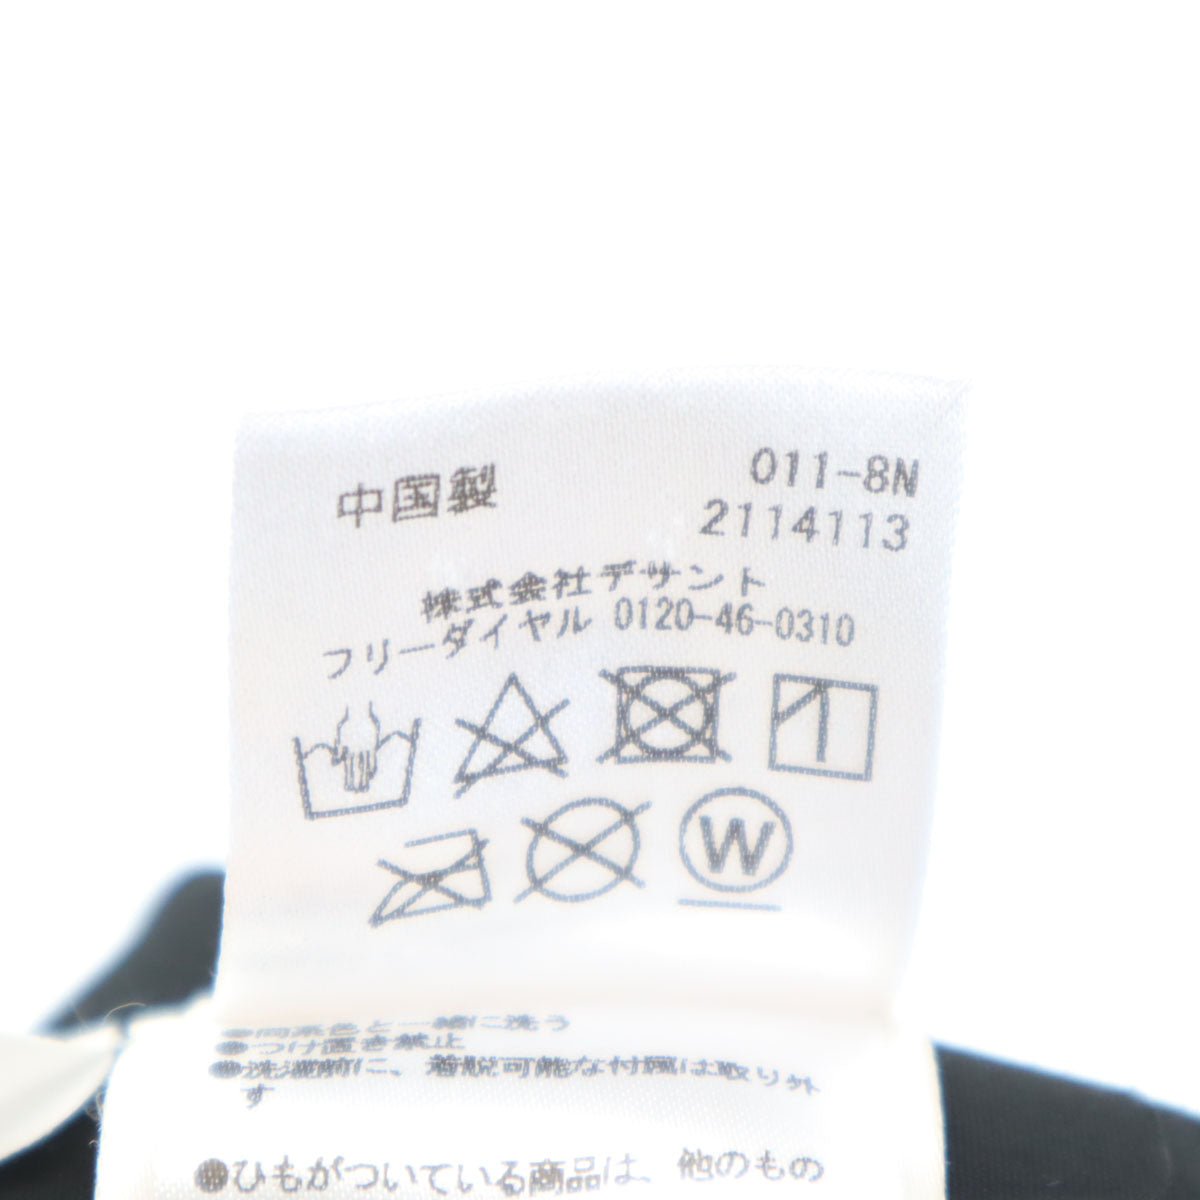 中国製
011-8N
2114113
株式会社デサント
フリーダイヤル 0120-46-0310
W
●同系色と一緒に洗う
●つけ置き禁止
●洗濯前に、着脱可能な付属は取り外
す
●ひもがついている商品は、他のもの